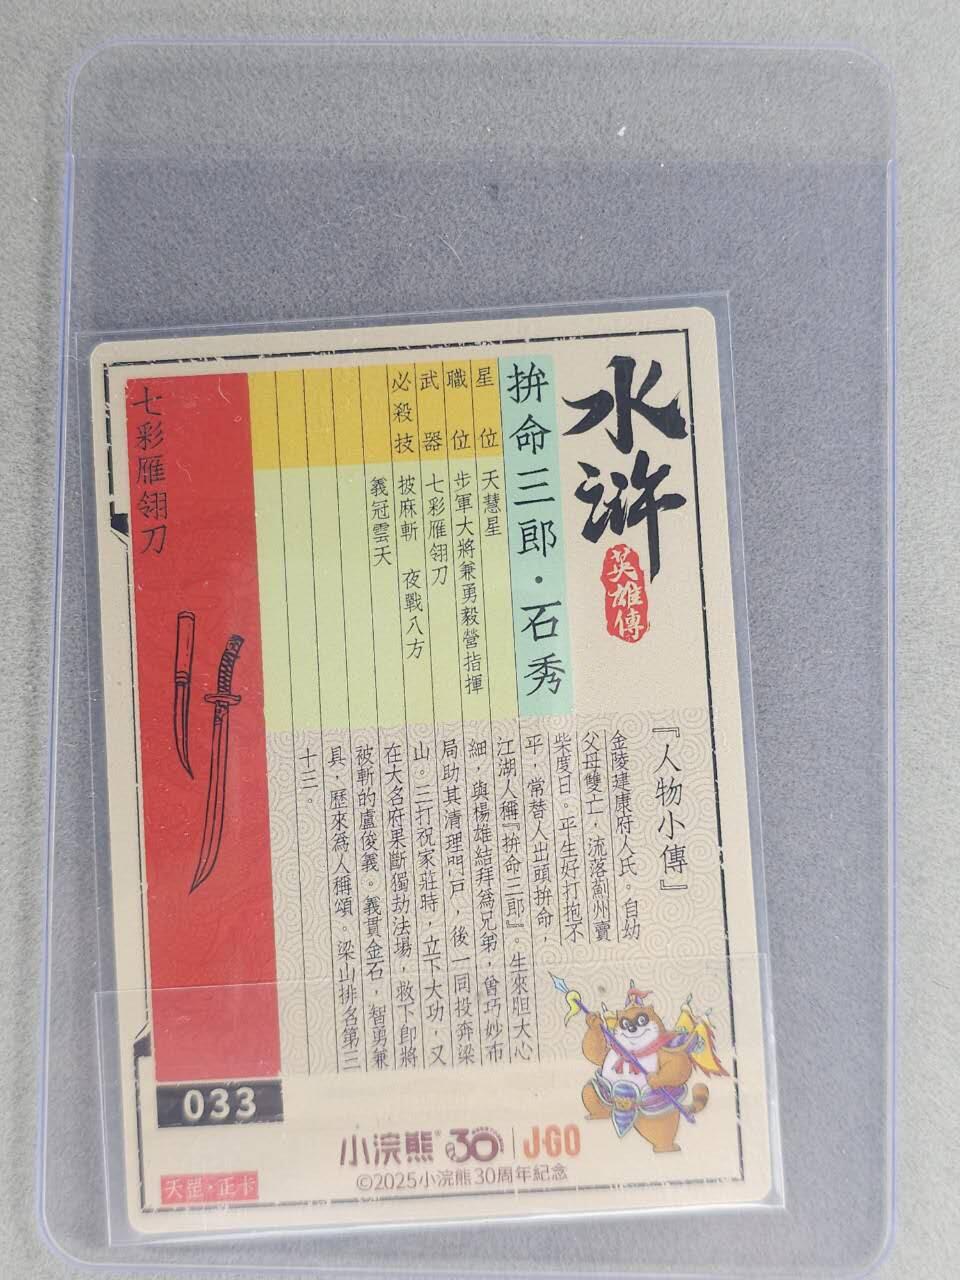 水滸
英雄傳
拚命三郎·石秀
星位 天慧星
職位 步軍大將兼勇毅營指揮
武器 七彩雁翎刀
必殺技 披麻斬 夜戰八方
義冠雲天
七彩雁翎刀
『人物小傳』
金陵建康府人氏。自幼
父母雙亡，流落薊州賣
柴度日。平生好打抱不
平，常替人出頭拚命，
江湖人稱『拚命三郎』。生來胆大心
細，與楊雄結拜爲兄弟，曾巧妙布
局助其清理門戶，後一同投奔梁
山。三打祝家莊時，立下大功，又
在大名府果斷獨劫法場，救下即將
被斬的盧俊義。義貫金石，智勇兼
具，歷來爲人稱頌。梁山排名第三
十三。
033
小浣熊® 30 | J·GO
©2025小浣熊30周年紀念
天罡·正卡